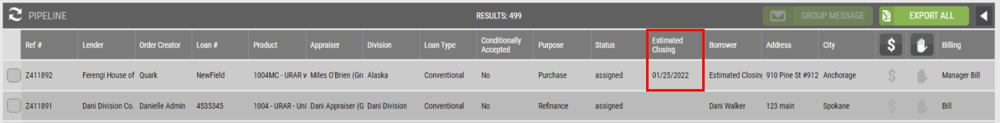 PIPELINE RESULTS: 499 GROUP MESSAGE EXPORT ALL
Ref # Lender Order Creator Loan # Product Appraiser Division Loan Type Conditionally Accepted Purpose Status Estimated Closing Borrower Address City $ Billing
Z411892 Ferengi House of Quark NewField 1004MC - URAR w Miles O'Brien (Gro Alaska Conventional No Purchase assigned 01/25/2022 Estimated Closing 910 Pine St #912 Anchorage $ Manager Bill
Z411891 Dani Division Co. Danielle Admin 4535345 1004 - URAR - Uni Dani Appraiser (G Dani Division Conventional No Refinance assigned Dani Walker 123 main Spokane $ Bill